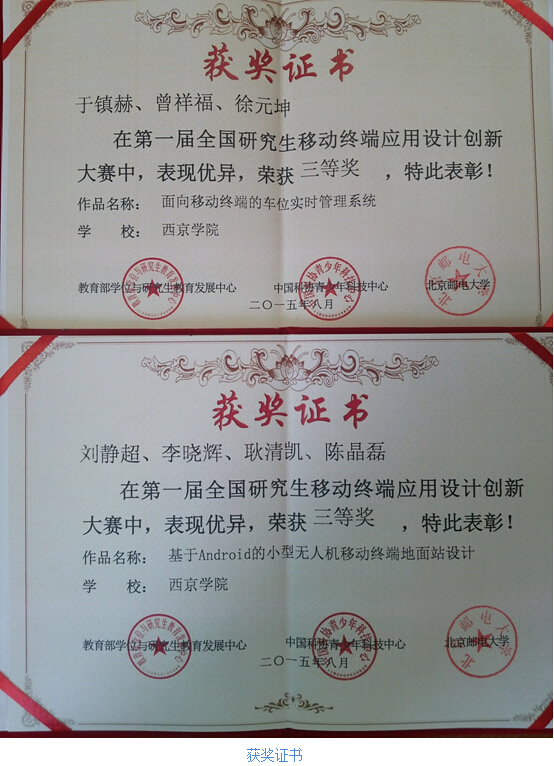 获奖证书
于镇赫、曾祥福、徐元坤
在第一届全国研究生移动终端应用设计创新
大赛中，表现优异，荣获 三等奖 ，特此表彰！
作品名称： 面向移动终端的车位实时管理系统
学 校： 西京学院
教育部学位与研究生教育发展中心 中国科协青少年科技中心 北京邮电大学
二〇一五年八月
获奖证书
刘静超、李晓辉、耿清凯、陈晶磊
在第一届全国研究生移动终端应用设计创新
大赛中，表现优异，荣获 三等奖 ，特此表彰！
作品名称： 基于Android的小型无人机移动终端地面站设计
学 校： 西京学院
教育部学位与研究生教育发展中心 中国科协青少年科技中心 北京邮电大学
二〇一五年八月
获奖证书